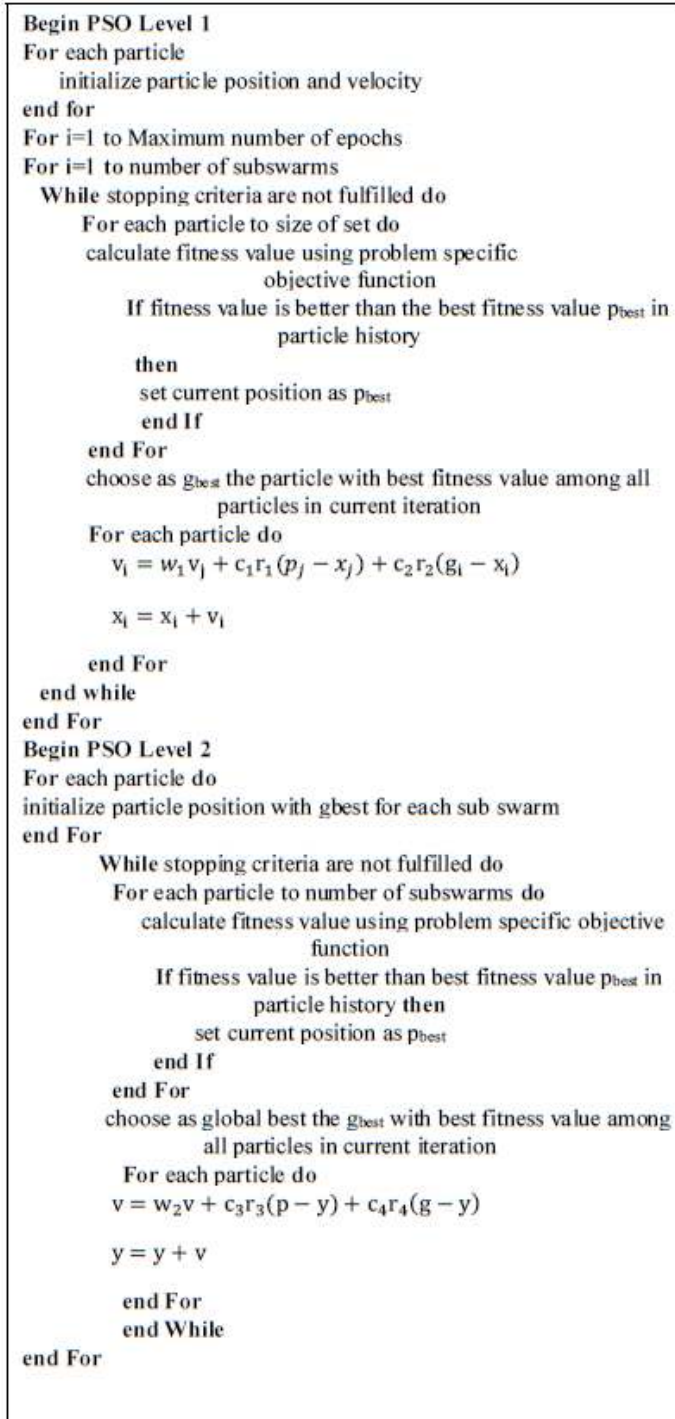 Begin PSO Level 1
For each particle
initialize particle position and velocity
end for
For i=1 to Maximum number of epochs
For i=1 to number of subswarms
While stopping criteria are not fulfilled do
For each particle to size of set do
calculate fitness value using problem specific
objective function
If fitness value is better than the best fitness value pbest in
particle history
then
set current position as pbest
end If
end For
choose as gbest the particle with best fitness value among all
particles in current iteration
For each particle do
vᵢ = w₁vⱼ + c₁r₁(pⱼ − xⱼ) + c₂r₂(gᵢ − xᵢ)
xᵢ = xᵢ + vᵢ
end For
end while
end For
Begin PSO Level 2
For each particle do
initialize particle position with gbest for each sub swarm
end For
While stopping criteria are not fulfilled do
For each particle to number of subswarms do
calculate fitness value using problem specific objective
function
If fitness value is better than best fitness value pbest in
particle history then
set current position as pbest
end If
end For
choose as global best the gbest with best fitness value among
all particles in current iteration
For each particle do
v = w₂v + c₃r₃(p − y) + c₄r₄(g − y)
y = y + v
end For
end While
end For